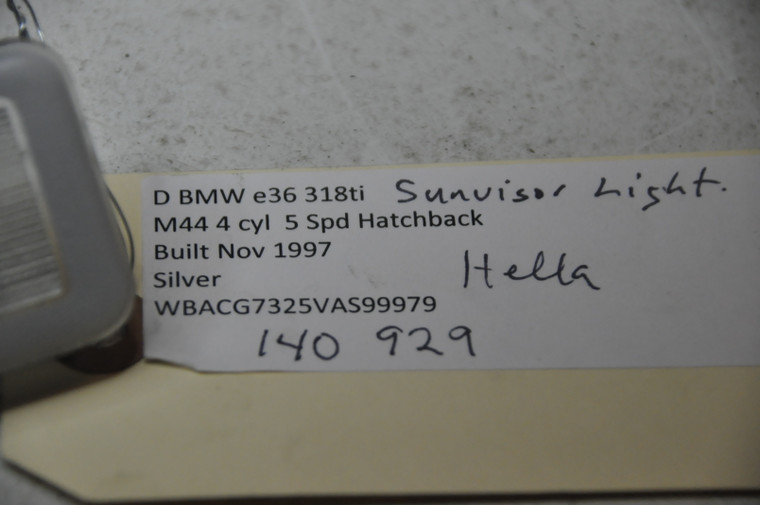 D BMW e36 318ti Sunvisor Light.
M44 4 cyl 5 Spd Hatchback
Built Nov 1997
Silver Hella
WBACG7325VAS99979
140 929